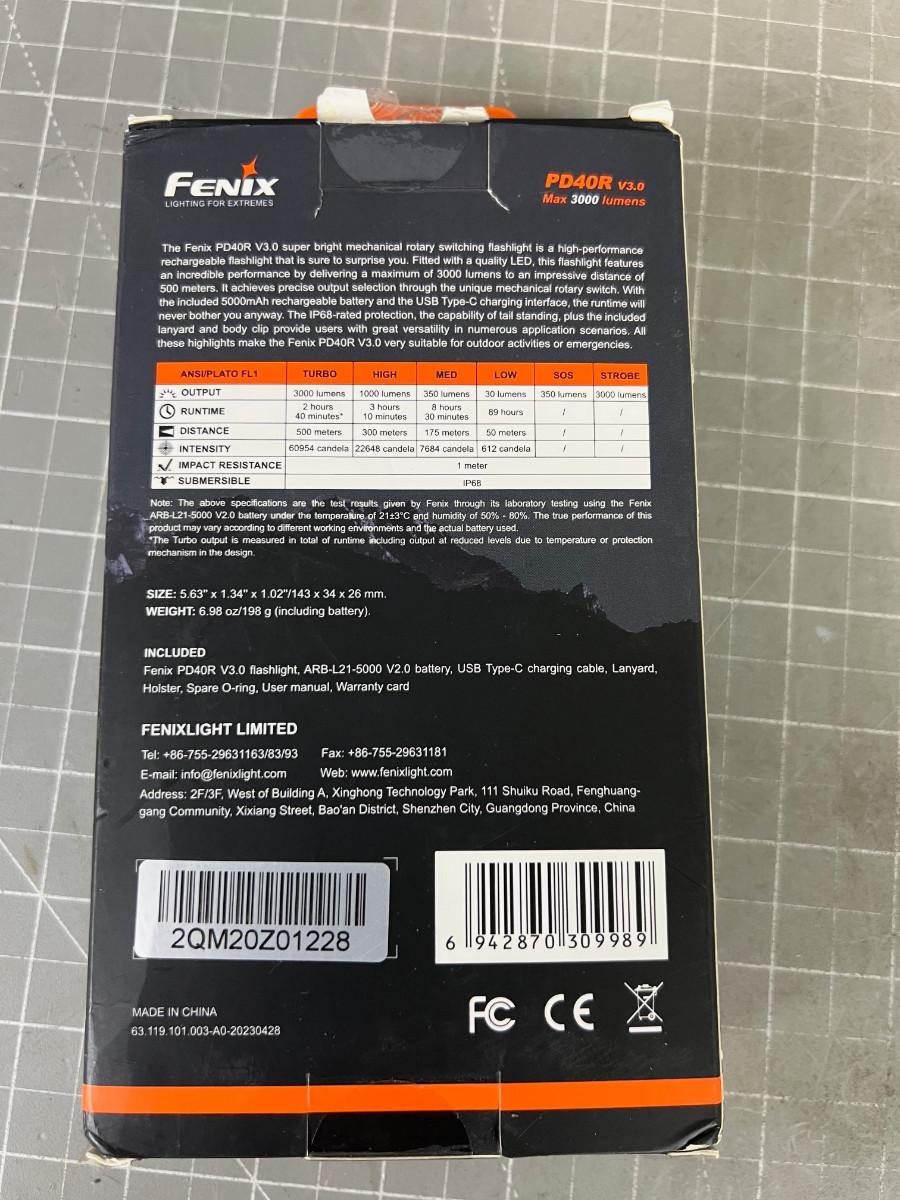 FENIX
LIGHTING FOR EXTREMES
PD40R V3.0
Max 3000 lumens
The Fenix PD40R V3.0 super bright mechanical rotary switching flashlight is a high-performance
rechargeable flashlight that is sure to surprise you. Fitted with a quality LED, this flashlight features
an incredible performance by delivering a maximum of 3000 lumens to an impressive distance of
500 meters. It achieves precise output selection through the unique mechanical rotary switch. With
the included 5000mAh rechargeable battery and the USB Type-C charging interface, the runtime will
never bother you anyway. The IP68-rated protection, the capability of tail standing, plus the included
lanyard and body clip provide users with great versatility in numerous application scenarios. All
these highlights make the Fenix PD40R V3.0 very suitable for outdoor activities or emergencies.
ANSI/PLATO FL1 TURBO HIGH MED LOW SOS STROBE
OUTPUT 3000 lumens 1000 lumens 350 lumens 30 lumens 350 lumens 3000 lumens
RUNTIME 2 hours 40 minutes* 3 hours 10 minutes 8 hours 30 minutes 89 hours / /
DISTANCE 500 meters 300 meters 175 meters 50 meters / /
INTENSITY 60954 candela 22648 candela 7684 candela 612 candela / /
IMPACT RESISTANCE 1 meter
SUBMERSIBLE IP68
Note: The above specifications are the test results given by Fenix through its laboratory testing using the Fenix
ARB-L21-5000 V2.0 battery under the temperature of 21±3°C and humidity of 50% - 80%. The true performance of this
product may vary according to different working environments and the actual battery used.
*The Turbo output is measured in total of runtime including output at reduced levels due to temperature or protection
mechanism in the design.
SIZE: 5.63" x 1.34" x 1.02"/143 x 34 x 26 mm.
WEIGHT: 6.98 oz/198 g (including battery).
INCLUDED
Fenix PD40R V3.0 flashlight, ARB-L21-5000 V2.0 battery, USB Type-C charging cable, Lanyard,
Holster, Spare O-ring, User manual, Warranty card
FENIXLIGHT LIMITED
Tel: +86-755-29631163/83/93 Fax: +86-755-29631181
E-mail: info@fenixlight.com Web: www.fenixlight.com
Address: 2F/3F, West of Building A, Xinghong Technology Park, 111 Shuiku Road, Fenghuang-
gang Community, Xixiang Street, Bao'an District, Shenzhen City, Guangdong Province, China
2QM20Z01228
6 942870 309989
MADE IN CHINA
63.119.101.003-A0-20230428
FC CE